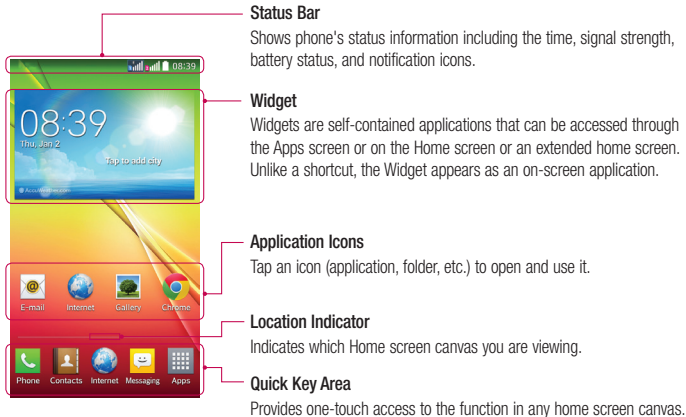 Status Bar
Shows phone's status information including the time, signal strength,
battery status, and notification icons.
08:39
Widget
Widgets are self-contained applications that can be accessed through
the Apps screen or on the Home screen or an extended home screen.
Unlike a shortcut, the Widget appears as an on-screen application.
08:39
Thu, Jan 2
Tap to add city
AccuWeather.com
Application Icons
Tap an icon (application, folder, etc.) to open and use it.
E-mail Internet Gallery Chrome
Location Indicator
Indicates which Home screen canvas you are viewing.
Quick Key Area
Provides one-touch access to the function in any home screen canvas.
Phone Contacts Internet Messaging Apps